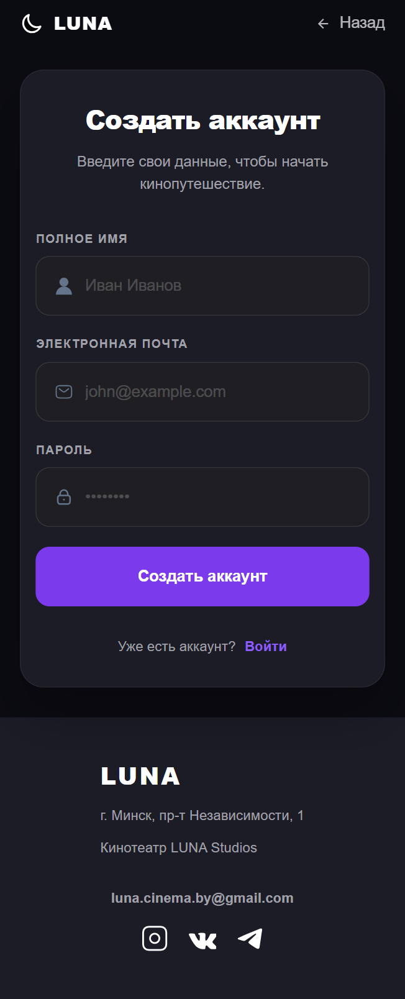 LUNA
Назад
Создать аккаунт
Введите свои данные, чтобы начать
кинопутешествие.
ПОЛНОЕ ИМЯ
Иван Иванов
ЭЛЕКТРОННАЯ ПОЧТА
john@example.com
ПАРОЛЬ
••••••••
Создать аккаунт
Уже есть аккаунт? Войти
LUNA
г. Минск, пр-т Независимости, 1
Кинотеатр LUNA Studios
luna.cinema.by@gmail.com